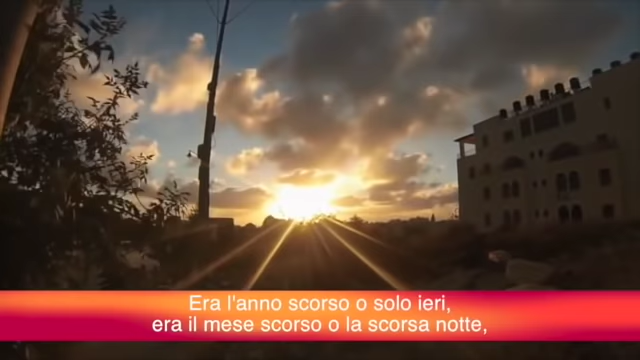 Era l'anno scorso o solo ieri,
era il mese scorso o la scorsa notte,